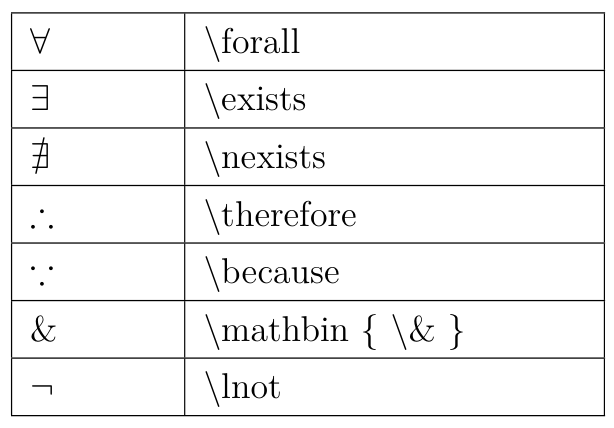 ∀ \forall
∃ \exists
∄ \nexists
∴ \therefore
∵ \because
& \mathbin { \& }
¬ \lnot